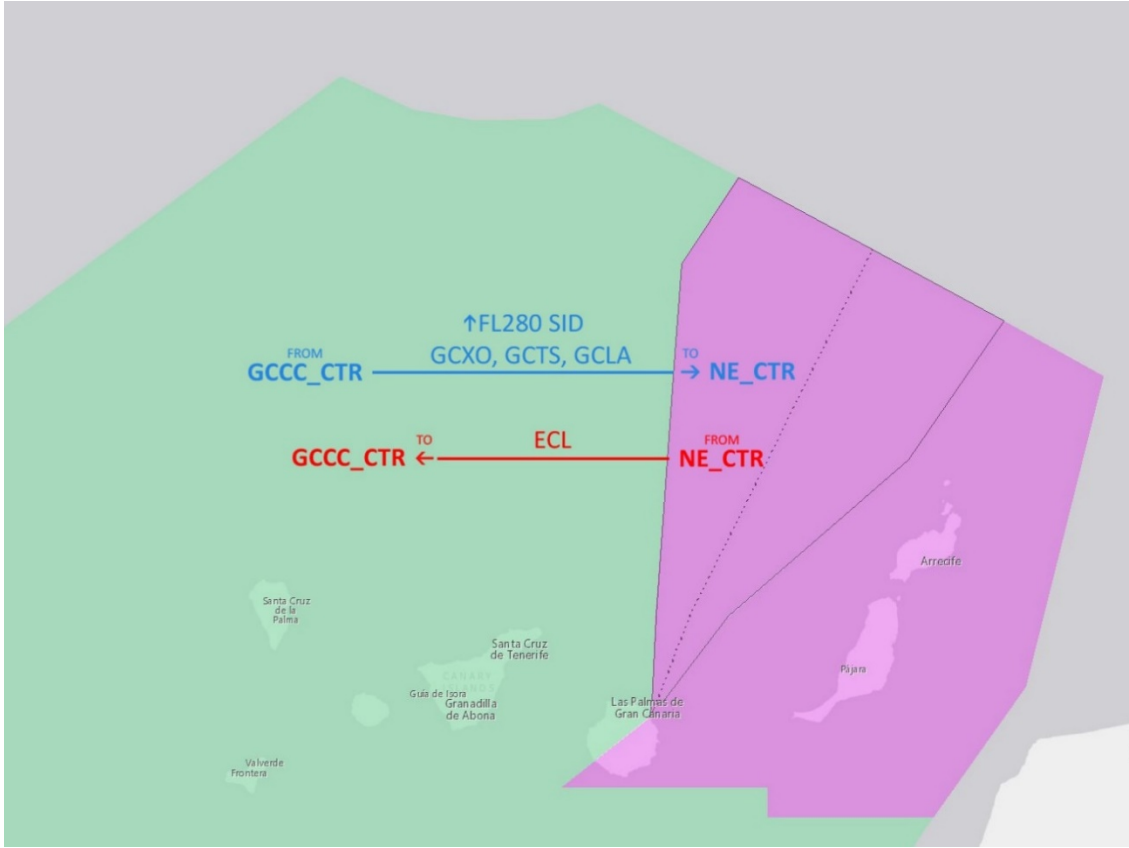 ↑FL280 SID
FROM
GCXO, GCTS, GCLA
TO
GCCC_CTR → NE_CTR
TO
ECL
FROM
GCCC_CTR ← NE_CTR
Arrecife
Santa Cruz
de la
Palma
Santa Cruz
de Tenerife
Pájara
CANARY
ISLANDS
Guía de Isora
Granadilla
de Abona
Las Palmas de
Gran Canaria
Valverde
Frontera